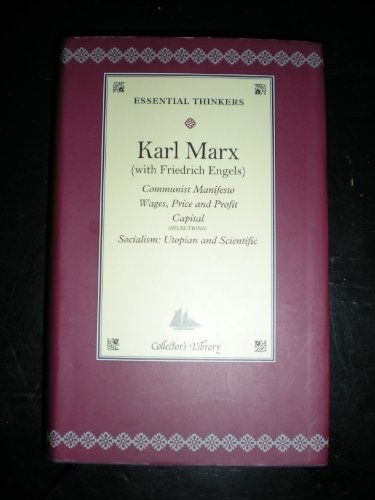 ESSENTIAL THINKERS
Karl Marx
(with Friedrich Engels)
Communist Manifesto
Wages, Price and Profit
Capital
(SELECTIONS)
Socialism: Utopian and Scientific
Collector's Library